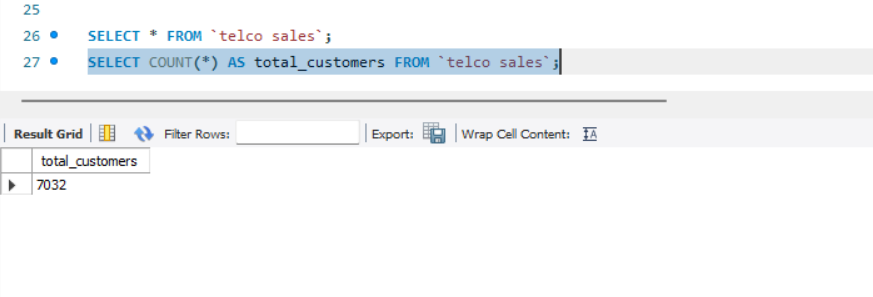 25
26 SELECT * FROM `telco sales`;
27 SELECT COUNT(*) AS total_customers FROM `telco sales`;
Result Grid Filter Rows: Export: Wrap Cell Content: IA
total_customers
7032